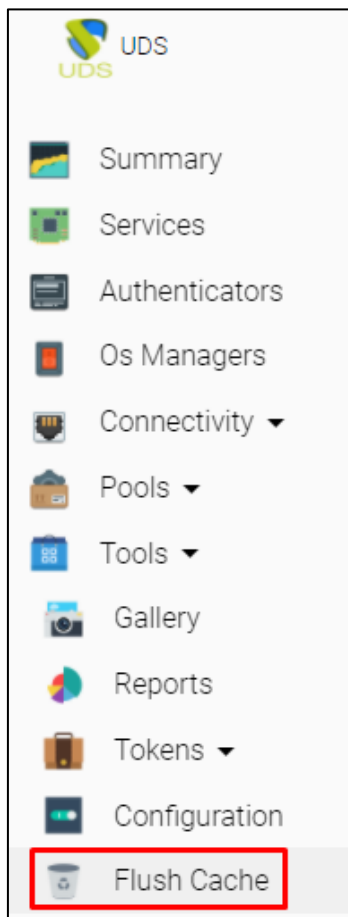 UDS
UDS
Summary
Services
Authenticators
Os Managers
Connectivity
Pools
Tools
Gallery
Reports
Tokens
Configuration
Flush Cache